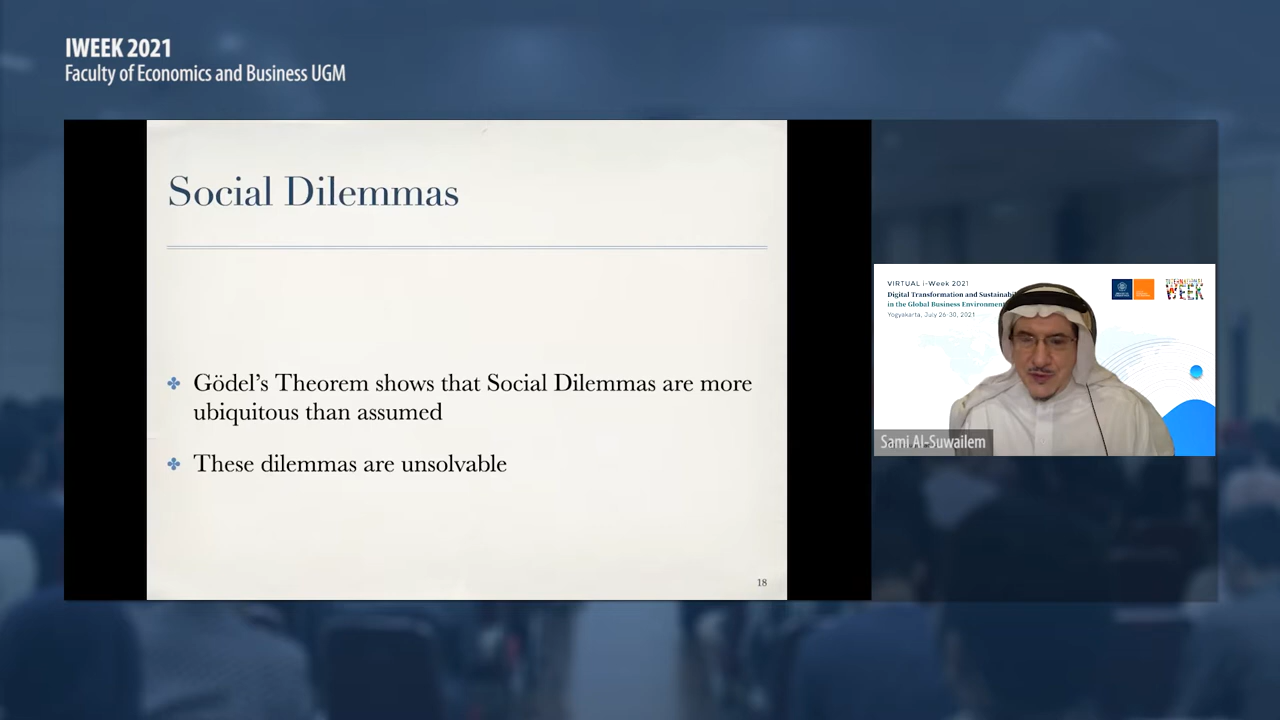 IWEEK 2021
Faculty of Economics and Business UGM
Social Dilemmas
Gödel’s Theorem shows that Social Dilemmas are more
ubiquitous than assumed
These dilemmas are unsolvable
18
VIRTUAL i-Week 2021
Digital Transformation and
in the Global Business
Yogyakarta, July 26-30, 2021
INTERNATIONAL
WEEK
Sami Al-Suwailem